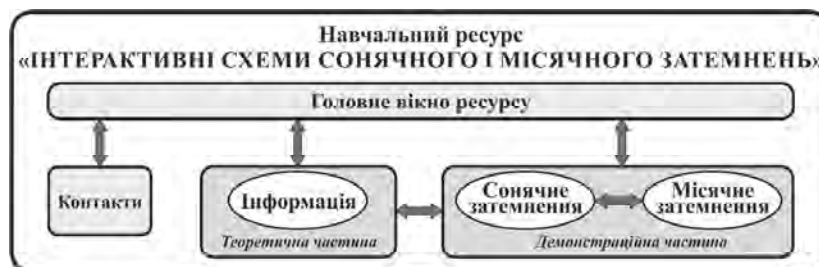 Навчальний ресурс
«ІНТЕРАКТИВНІ СХЕМИ СОНЯЧНОГО І МІСЯЧНОГО ЗАТЕМНЕНЬ»
Головне вікно ресурсу
Контакти
Інформація
Теоретична частина
Сонячне
затемнення
Місячне
затемнення
Демонстраційна частина